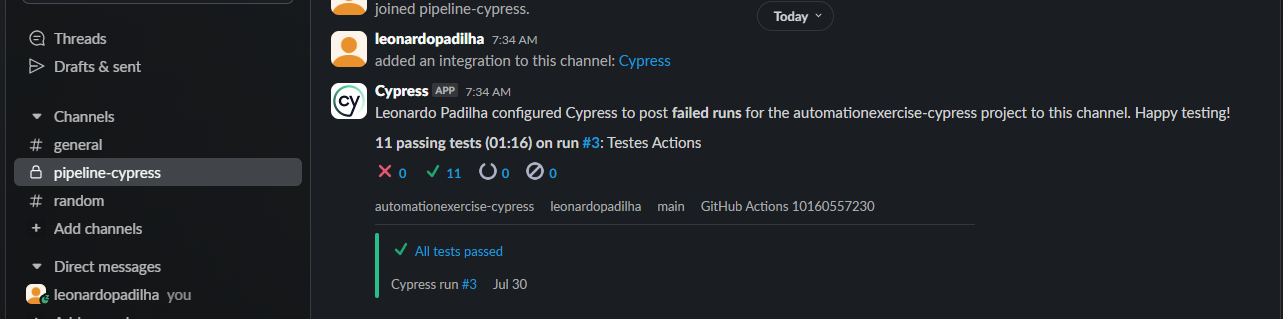 Threads
Drafts & sent
Channels
# general
pipeline-cypress
# random
+ Add channels
Direct messages
leonardopadilha you
joined pipeline-cypress.
Today
leonardopadilha 7:34 AM
added an integration to this channel: Cypress
cy
Cypress APP 7:34 AM
Leonardo Padilha configured Cypress to post failed runs for the automationexercise-cypress project to this channel. Happy testing!
11 passing tests (01:16) on run #3: Testes Actions
0 11 0 0
automationexercise-cypress leonardopadilha main GitHub Actions 10160557230
All tests passed
Cypress run #3 Jul 30